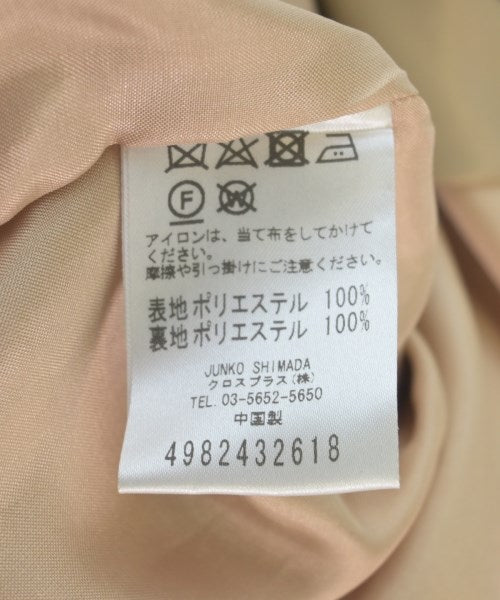 F W
アイロンは、当て布をしてかけて
ください。
摩擦や引っ掛けにご注意ください。
表地 ポリエステル 100%
裏地 ポリエステル 100%
JUNKO SHIMADA
クロスプラス(株)
TEL. 03-5652-5650
中国製
4982432618